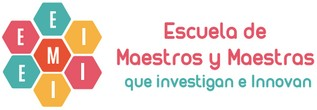 E
E I
M
E I
I
Escuela de
Maestros y Maestras
que investigan e Innovan